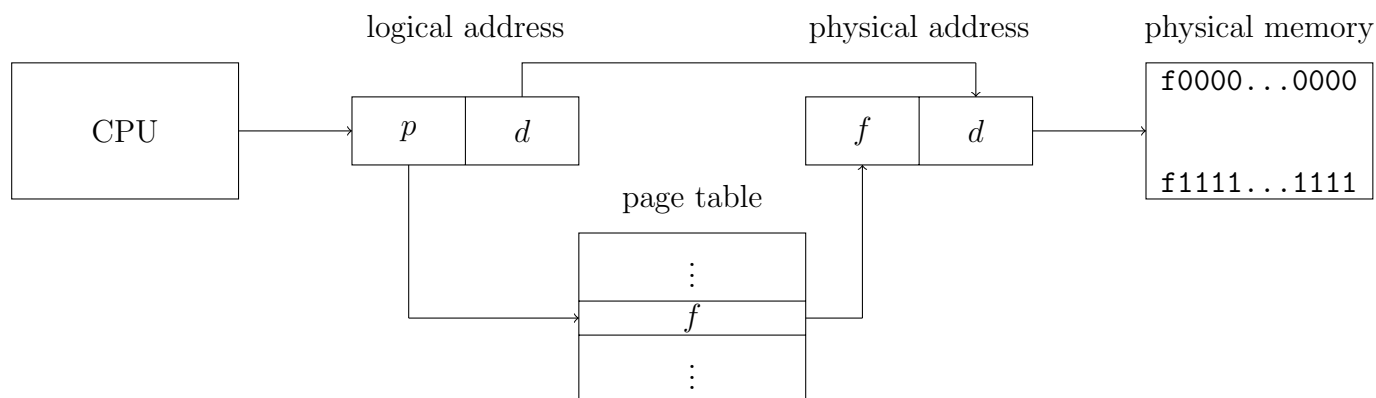 logical address
physical address
physical memory
CPU
p
d
f
d
f0000...0000
f1111...1111
page table
⋮
f
⋮